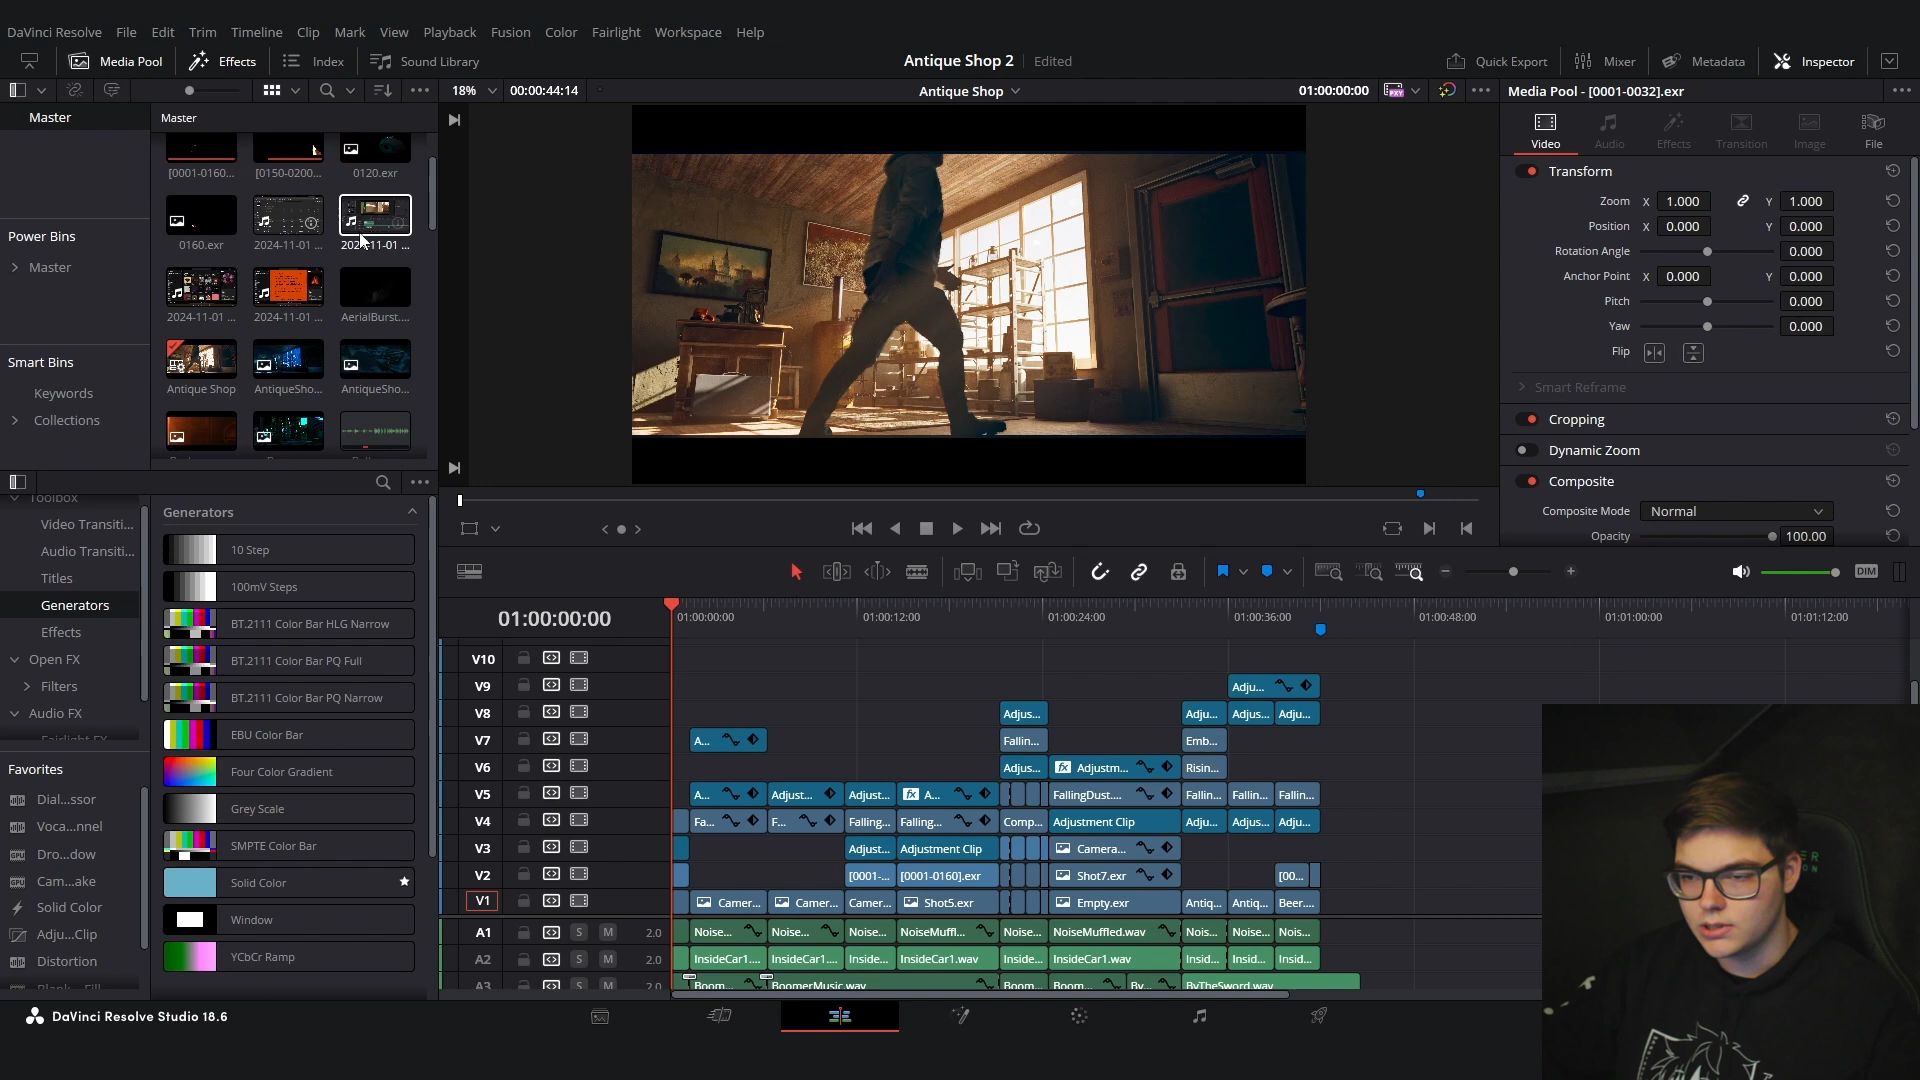 DaVinci Resolve File Edit Trim Timeline Clip Mark View Playback Fusion Color Fairlight Workspace Help
Media Pool Effects Index Sound Library Antique Shop 2 Edited Quick Export Mixer Metadata Inspector
18% 00:00:44:14 Antique Shop 01:00:00:00 PXY Media Pool - [0001-0032].exr
Master
Master
[0001-0160... [0150-0200... 0120.exr
0160.exr 2024-11-01 ... 2024-11-01 ...
2024-11-01 ... 2024-11-01 ... AerialBurst....
Antique Shop AntiqueSho... AntiqueSho...
Power Bins
Master
Smart Bins
Keywords
Collections
Video Audio Effects Transition Image File
Transform
Zoom X 1.000 Y 1.000
Position X 0.000 Y 0.000
Rotation Angle 0.000
Anchor Point X 0.000 Y 0.000
Pitch 0.000
Yaw 0.000
Flip
Smart Reframe
Cropping
Dynamic Zoom
Composite
Composite Mode Normal
Opacity 100.00
Toolbox
Video Transiti...
Audio Transiti...
Titles
Generators
Effects
Open FX
Filters
Audio FX
Fairlight FX
Favorites
Dial...ssor
Voca...nnel
Dro...dow
Cam...ake
Solid Color
Adju...Clip
Distortion
Generators
10 Step
100mV Steps
BT.2111 Color Bar HLG Narrow
BT.2111 Color Bar PQ Full
BT.2111 Color Bar PQ Narrow
EBU Color Bar
Four Color Gradient
Grey Scale
SMPTE Color Bar
Solid Color
Window
YCbCr Ramp
DIM
01:00:00:00 01:00:00:00 01:00:12:00 01:00:24:00 01:00:36:00 01:00:48:00 01:01:00:00 01:01:12:00
V10
V9 Adju...
V8 Adjus... Adju... Adjus... Adju...
V7 A... Fallin... Emb...
V6 Adjus... fx Adjustm... Risin...
V5 A... Adjust... Adjust... fx A... FallingDust.... Fallin... Fallin... Fallin...
V4 Fa... F... Falling... Falling... Comp... Adjustment Clip Adju... Adjus... Adju...
V3 Adjust... Adjustment Clip Camera...
V2 [0001-... [0001-0160].exr Shot7.exr [00...
V1 Camer... Camer... Camer... Shot5.exr Empty.exr Antiq... Antiq... Beer....
A1 S M 2.0 Noise... Noise... Noise... NoiseMuffl... Noise... NoiseMuffled.wav Nois... Noise... Nois...
A2 S M 2.0 InsideCar1.... InsideCar1.... Inside... InsideCar1.wav Inside... InsideCar1.wav Insid... Insid... Insid...
A3 S M 2.0 Boom... BoomerMusic.wav Boom... Boom... By... ByTheSword.wav
DaVinci Resolve Studio 18.6